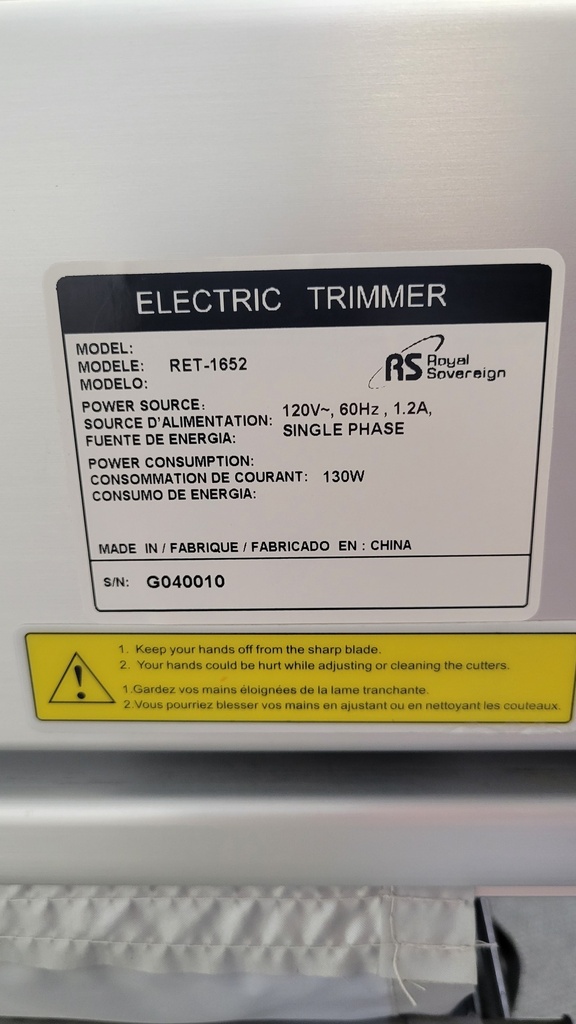 ELECTRIC TRIMMER
MODEL:
MODELE: RET-1652
MODELO:
RS Royal
Sovereign
POWER SOURCE:
SOURCE D'ALIMENTATION: 120V~, 60Hz , 1.2A,
FUENTE DE ENERGIA: SINGLE PHASE
POWER CONSUMPTION:
CONSOMMATION DE COURANT: 130W
CONSUMO DE ENERGIA:
MADE IN / FABRIQUE / FABRICADO EN : CHINA
S/N: G040010
1. Keep your hands off from the sharp blade.
2. Your hands could be hurt while adjusting or cleaning the cutters.
1.Gardez vos mains éloignées de la lame tranchante.
2.Vous pourriez blesser vos mains en ajustant ou en nettoyant les couteaux.